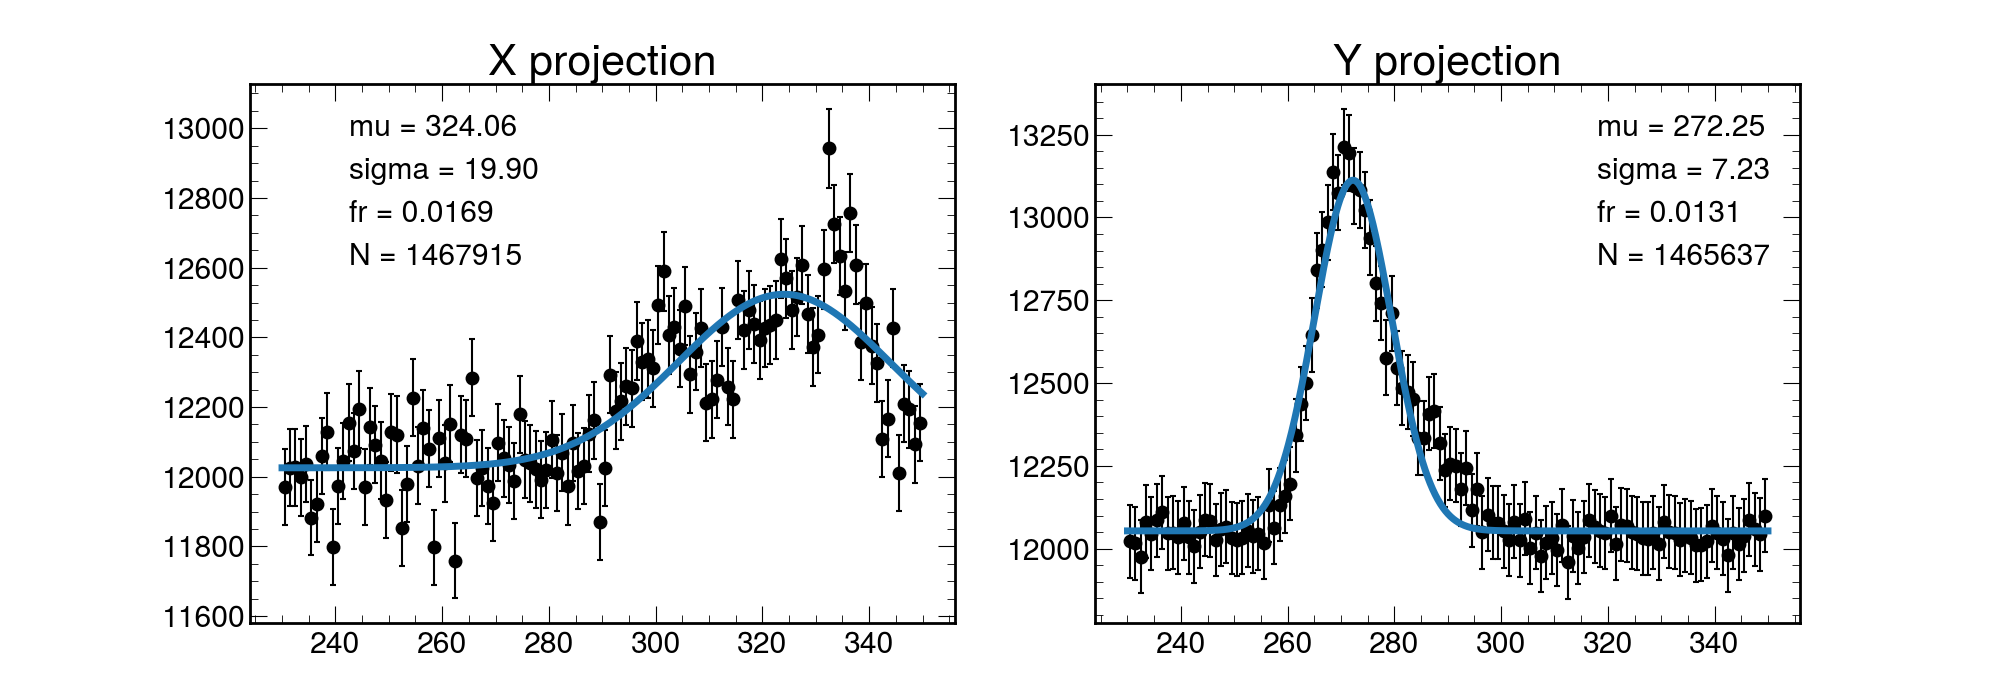 X projection
mu = 324.06
sigma = 19.90
fr = 0.0169
N = 1467915
13000
12800
12600
12400
12200
12000
11800
11600
240 260 280 300 320 340
Y projection
mu = 272.25
sigma = 7.23
fr = 0.0131
N = 1465637
13250
13000
12750
12500
12250
12000
240 260 280 300 320 340